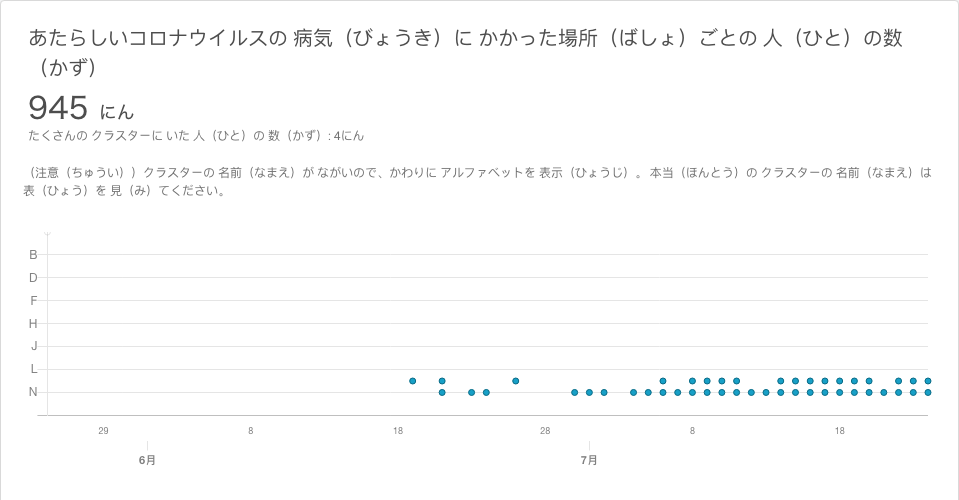 あたらしいコロナウイルスの 病気（びょうき）に かかった場所（ばしょ）ごとの 人（ひと）の数
（かず）
945 にん
たくさんの クラスターに いた 人（ひと）の 数（かず）: 4にん
（注意（ちゅうい））クラスターの 名前（なまえ）が ながいので、かわりに アルファベットを 表示（ひょうじ）。 本当（ほんとう）の クラスターの 名前（なまえ）は
表（ひょう）を 見（み）てください。
B
D
F
H
J
L
N
29 8 18 28 8 18
6月 7月